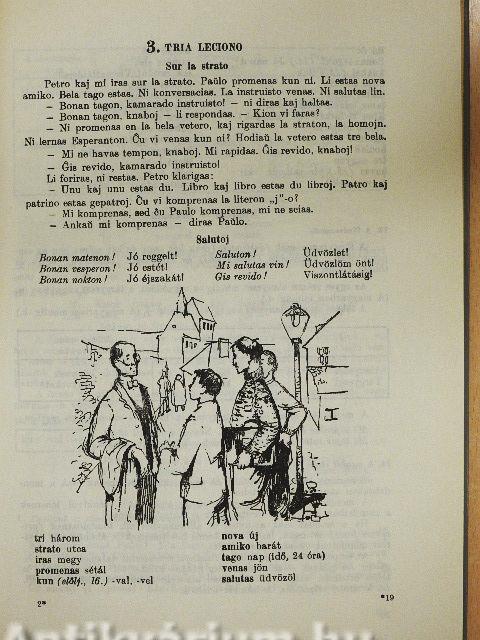 3. TRIA LECIONO
Sur la strato
Petro kaj mi iras sur la strato. Paŭlo promenas kun ni. Li estas nova
amiko. Bela tago estas. Ni konversacias. La instruisto venas. Ni salutas lin.
– Bonan tagon, kamarado instruisto! – ni diras kaj haltas.
– Bonan tagon, knaboj – li respondas. – Kion vi faras?
– Ni promenas en la bela vetero, kaj rigardas la straton, la homojn.
Ni lernas Esperanton. Ĉu vi venas kun ni? Hodiaŭ la vetero estas tre bela.
– Mi ne havas tempon, knaboj. Mi rapidas. Ĝis revido, knaboj!
– Ĝis revido, kamarado instruisto!
Li foriras, ni restas. Petro klarigas:
– Unu kaj unu estas du. Libro kaj libro estas du libroj. Patro kaj
patrino estas gepatroj. Ĉu vi komprenas la literon „j”-o?
– Mi komprenas, sed ĉu Paulo komprenas, mi ne scias.
– Ankaŭ mi komprenas – diras Paŭlo.
Salutoj
Bonan matenon! Jó reggelt! Saluton! Üdvözlet!
Bonan vesperon! Jó estét! Mi salutas vin! Üdvözlöm önt!
Bonan nokton! Jó éjszakát! Gis revido! Viszontlátásig!
tri három
strato utca
iras megy
promenas sétál
kun (elölj., 16.) -val, -vel
nova új
amiko barát
tago nap (idő, 24 óra)
venas jön
salutas üdvözöl
2*
*19
Antikvárium.hu